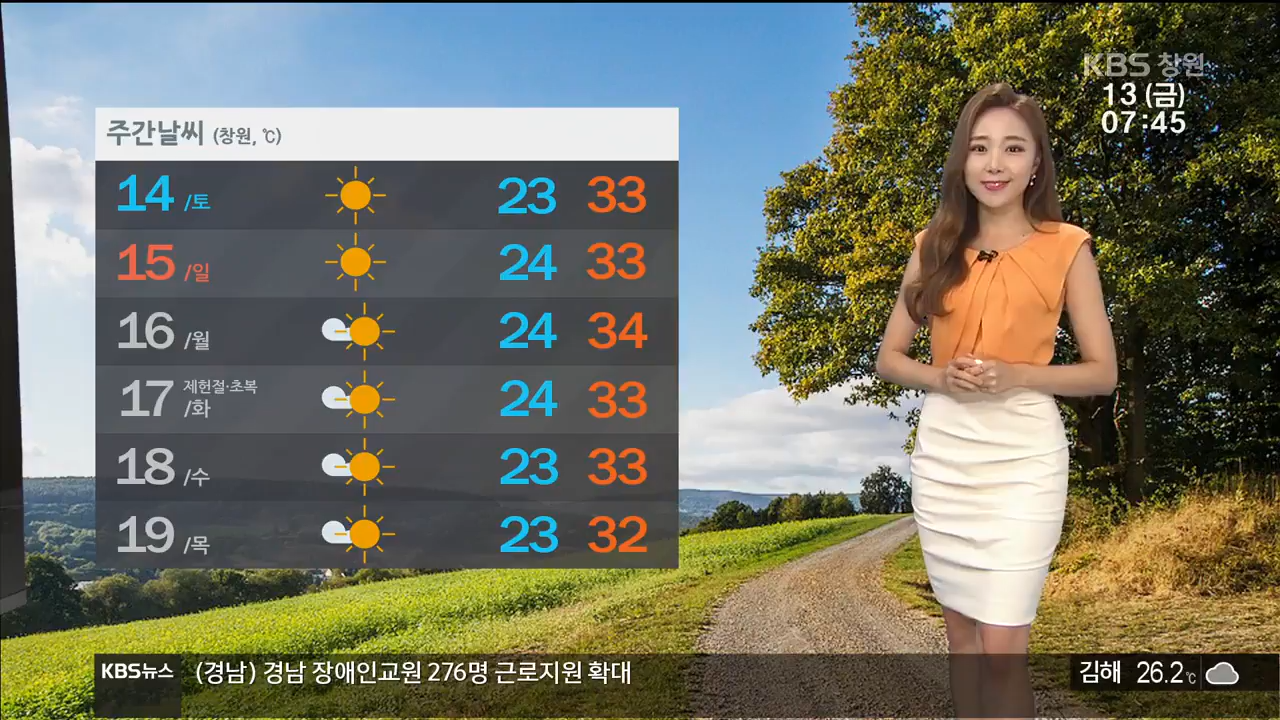 KBS 창원
13 (금)
07:45
주간날씨 (창원, ℃)
14 /토 23 33
15 /일 24 33
16 /월 24 34
17 제헌절·초복 /화 24 33
18 /수 23 33
19 /목 23 32
KBS뉴스 (경남) 경남 장애인교원 276명 근로지원 확대
김해 26.2℃